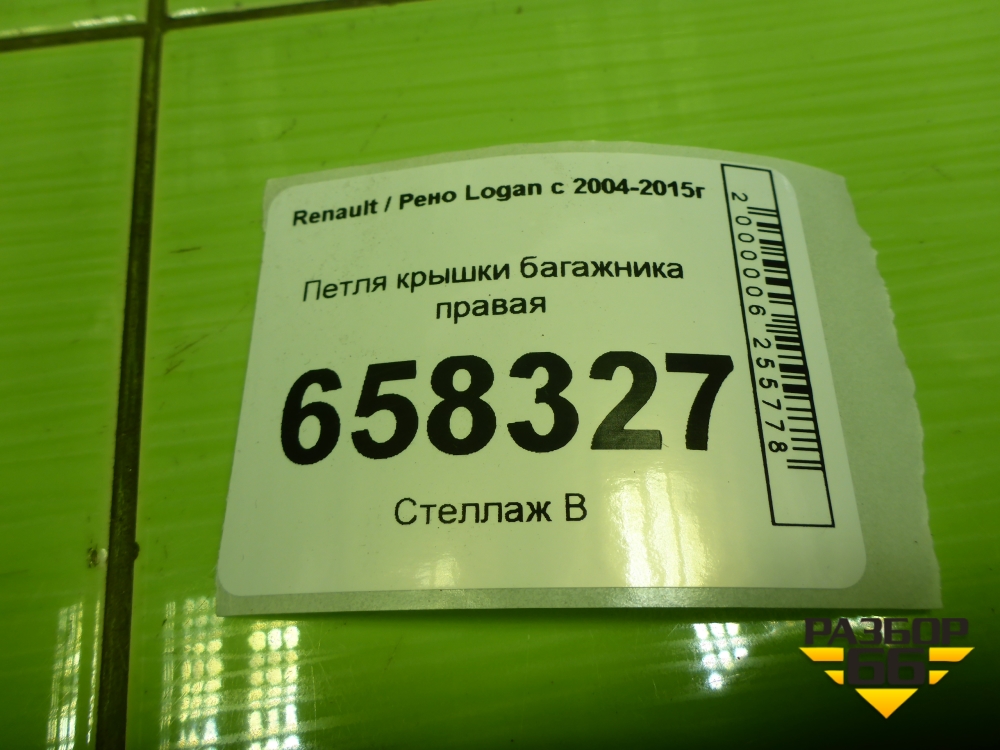 Renault / Рено Logan с 2004-2015г
Петля крышки багажника
правая
658327
Стеллаж В
2000006255778
РАЗБОР
66